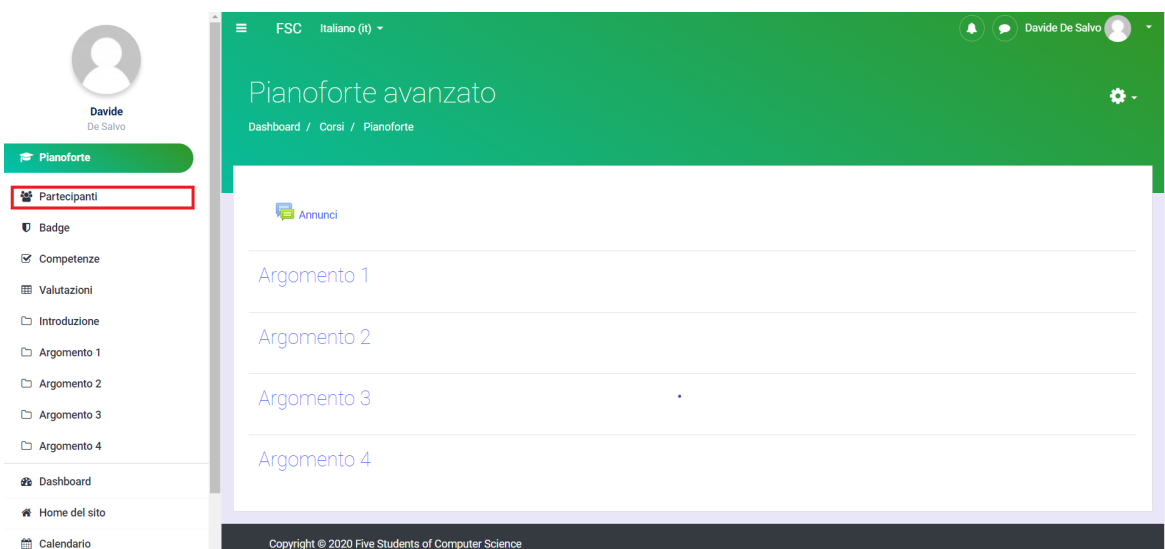 FSC Italiano (it)
Davide De Salvo
Davide
De Salvo
Pianoforte
Partecipanti
Badge
Competenze
Valutazioni
Introduzione
Argomento 1
Argomento 2
Argomento 3
Argomento 4
Dashboard
Home del sito
Calendario
Pianoforte avanzato
Dashboard / Corsi / Pianoforte
Annunci
Argomento 1
Argomento 2
Argomento 3
Argomento 4
Copyright © 2020 Five Students of Computer Science